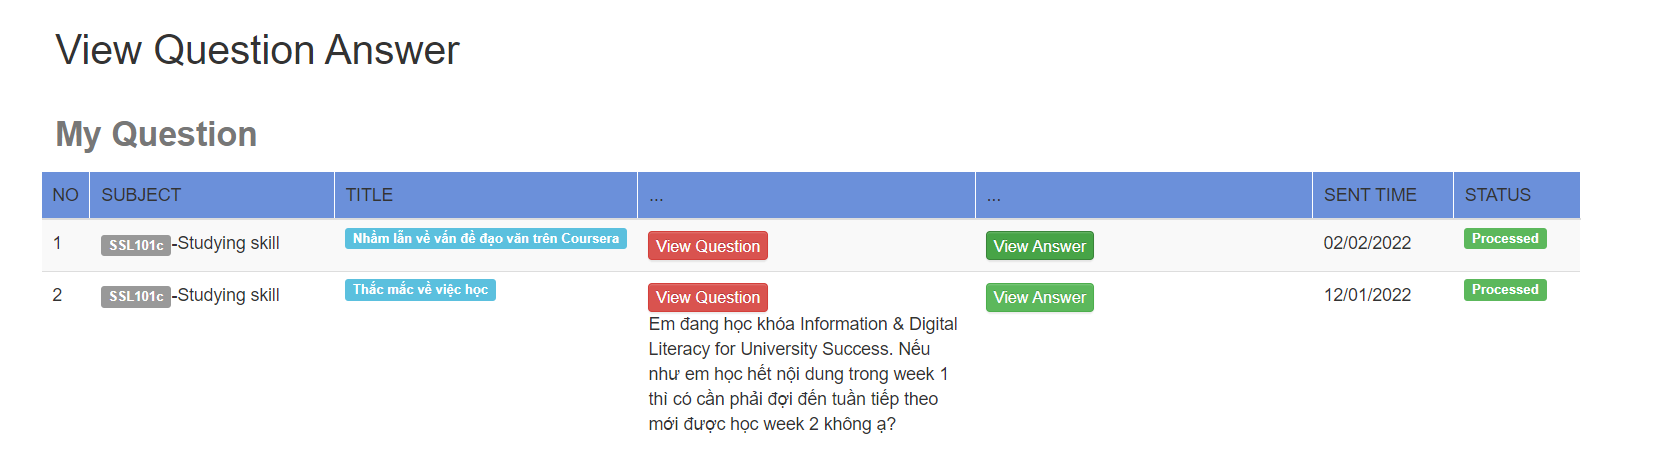 View Question Answer
My Question
NO SUBJECT TITLE ... ... SENT TIME STATUS
1 SSL101c-Studying skill Nhầm lẫn về vấn đề đạo văn trên Coursera View Question View Answer 02/02/2022 Processed
2 SSL101c-Studying skill Thắc mắc về việc học View Question View Answer 12/01/2022 Processed
Em đang học khóa Information & Digital
Literacy for University Success. Nếu
như em học hết nội dung trong week 1
thì có cần phải đợi đến tuần tiếp theo
mới được học week 2 không ạ?